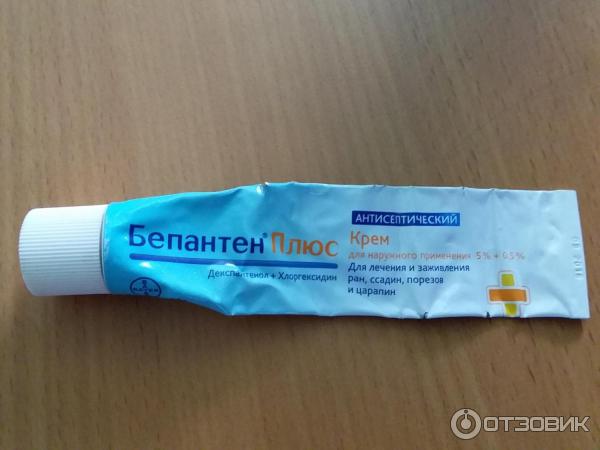 Бепантен® Плюс
Декспантенол + Хлоргексидин
BAYER
АНТИСЕПТИЧЕСКИЙ
Крем
для наружного применения 5% + 0,5%
Для лечения и заживления
ран, ссадин, порезов
и царапин
ОТЗОВИК